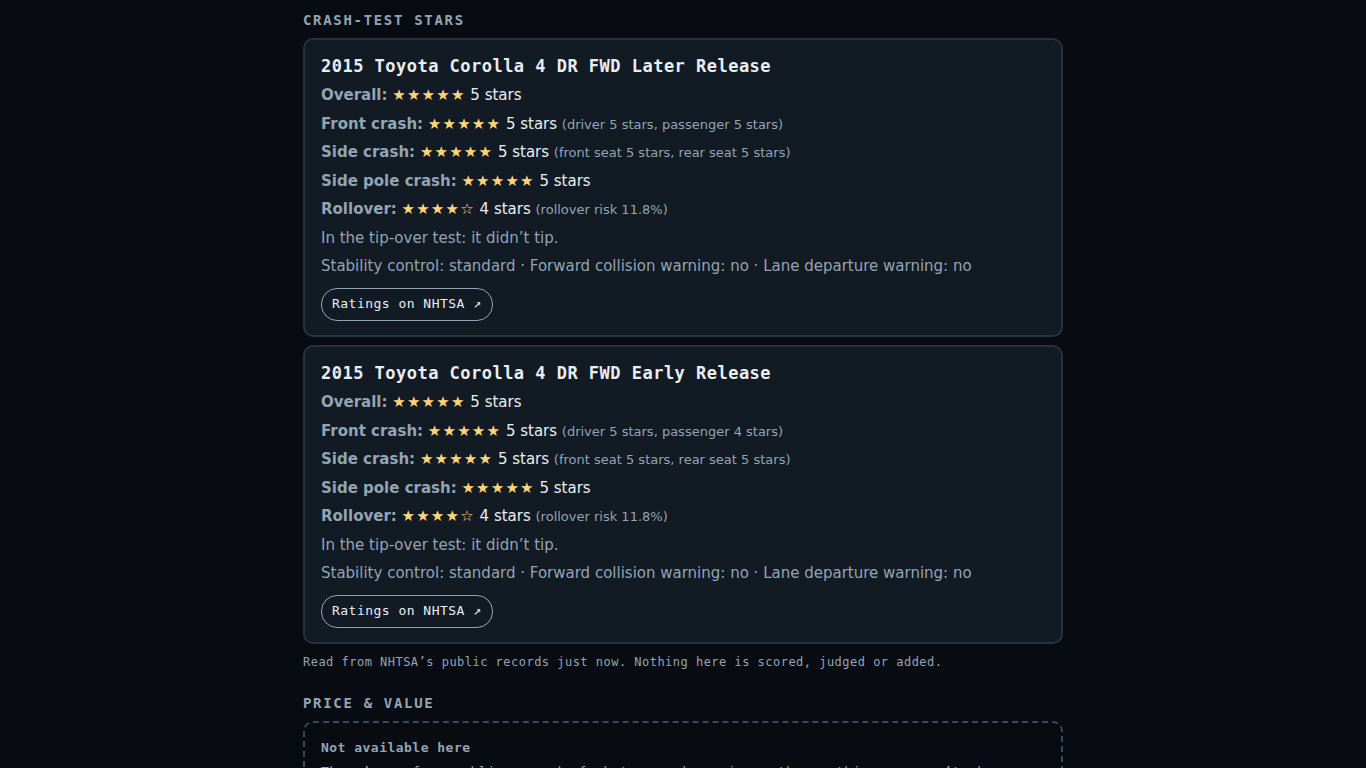 CRASH-TEST STARS
2015 Toyota Corolla 4 DR FWD Later Release
Overall: ★★★★★ 5 stars
Front crash: ★★★★★ 5 stars (driver 5 stars, passenger 5 stars)
Side crash: ★★★★★ 5 stars (front seat 5 stars, rear seat 5 stars)
Side pole crash: ★★★★★ 5 stars
Rollover: ★★★★☆ 4 stars (rollover risk 11.8%)
In the tip-over test: it didn’t tip.
Stability control: standard · Forward collision warning: no · Lane departure warning: no
Ratings on NHTSA ↗
2015 Toyota Corolla 4 DR FWD Early Release
Overall: ★★★★★ 5 stars
Front crash: ★★★★★ 5 stars (driver 5 stars, passenger 4 stars)
Side crash: ★★★★★ 5 stars (front seat 5 stars, rear seat 5 stars)
Side pole crash: ★★★★★ 5 stars
Rollover: ★★★★☆ 4 stars (rollover risk 11.8%)
In the tip-over test: it didn’t tip.
Stability control: standard · Forward collision warning: no · Lane departure warning: no
Ratings on NHTSA ↗
Read from NHTSA’s public records just now. Nothing here is scored, judged or added.
PRICE & VALUE
Not available here